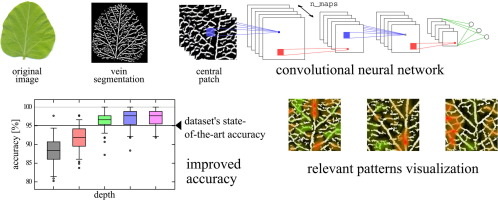 n_maps
original
image
vein
segmentation
central
patch
convolutional neural network
accuracy [%]
100
95
90
85
80
depth
dataset's state-
of-the-art accuracy
improved
accuracy
relevant patterns visualization